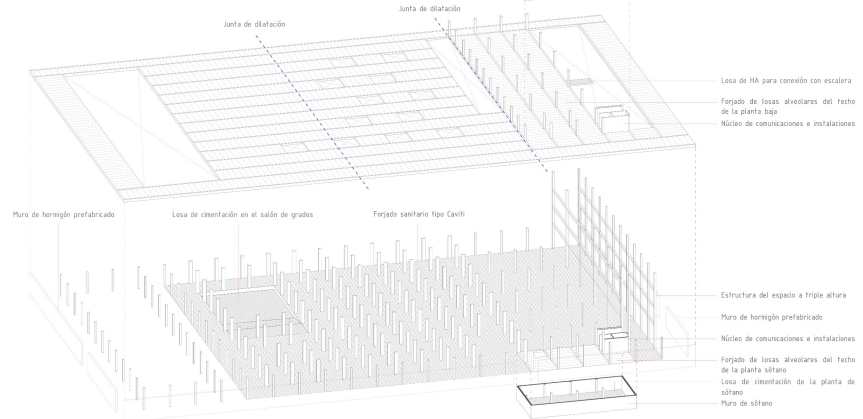 Junta de dilatación
Junta de dilatación
Losa de HA para conexión con escalera
Forjado de losas alveolares del techo
de la planta baja
Núcleo de comunicaciones e instalaciones
Muro de hormigón prefabricado
Losa de cimentación en el salón de grados
Forjado sanitario tipo Caviti
Estructura del espacio a triple altura
Muro de hormigón prefabricado
Núcleo de comunicaciones e instalaciones
Forjado de losas alveolares del techo
de la planta sótano
Losa de cimentación de la planta de
sótano
Muro de sótano